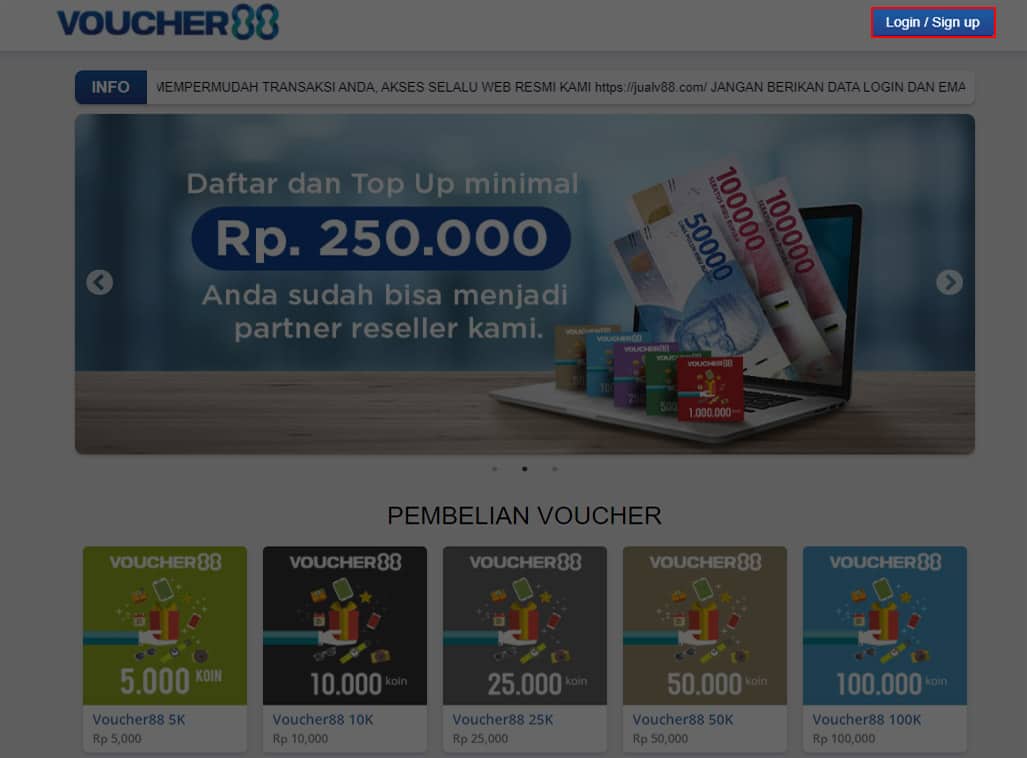 VOUCHER88
Login / Sign up
INFO
MEMPERMUDAH TRANSAKSI ANDA, AKSES SELALU WEB RESMI KAMI https://jualv88.com/ JANGAN BERIKAN DATA LOGIN DAN EMA
Daftar dan Top Up minimal
Rp. 250.000
Anda sudah bisa menjadi
partner reseller kami.
100000
100000
50000
VOUCHER88
VOUCHER88
VOUCHER88
VOUCHER88
1.000.000
PEMBELIAN VOUCHER
VOUCHER88
5.000 KOIN
Voucher88 5K
Rp 5,000
VOUCHER88
10.000 koin
Voucher88 10K
Rp 10,000
VOUCHER88
25.000 koin
Voucher88 25K
Rp 25,000
VOUCHER88
50.000 koin
Voucher88 50K
Rp 50,000
VOUCHER88
100.000 koin
Voucher88 100K
Rp 100,000